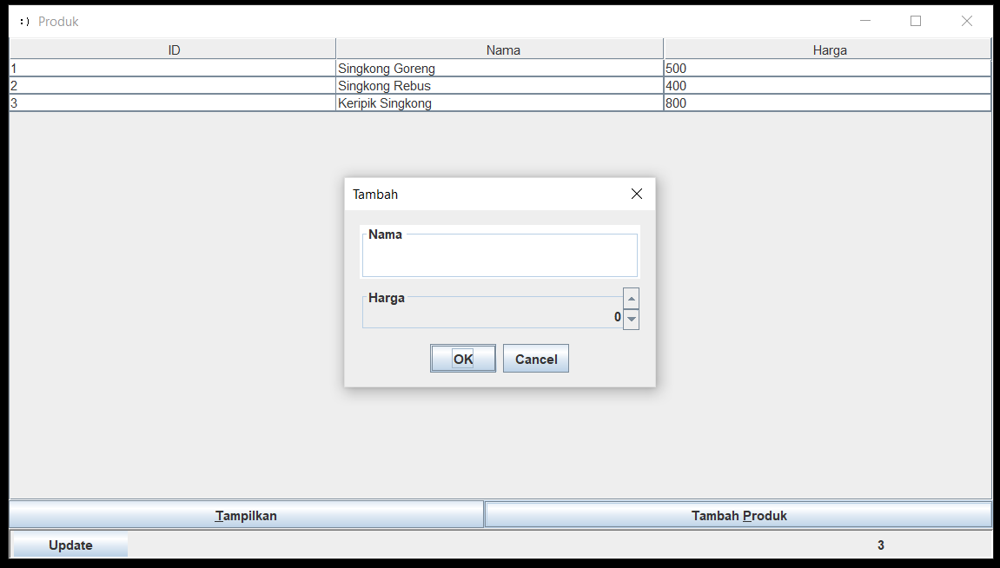 :) Produk
ID Nama Harga
1 Singkong Goreng 500
2 Singkong Rebus 400
3 Keripik Singkong 800
Tambah
Nama
Harga
0
OK Cancel
Tampilkan Tambah Produk
Update 3